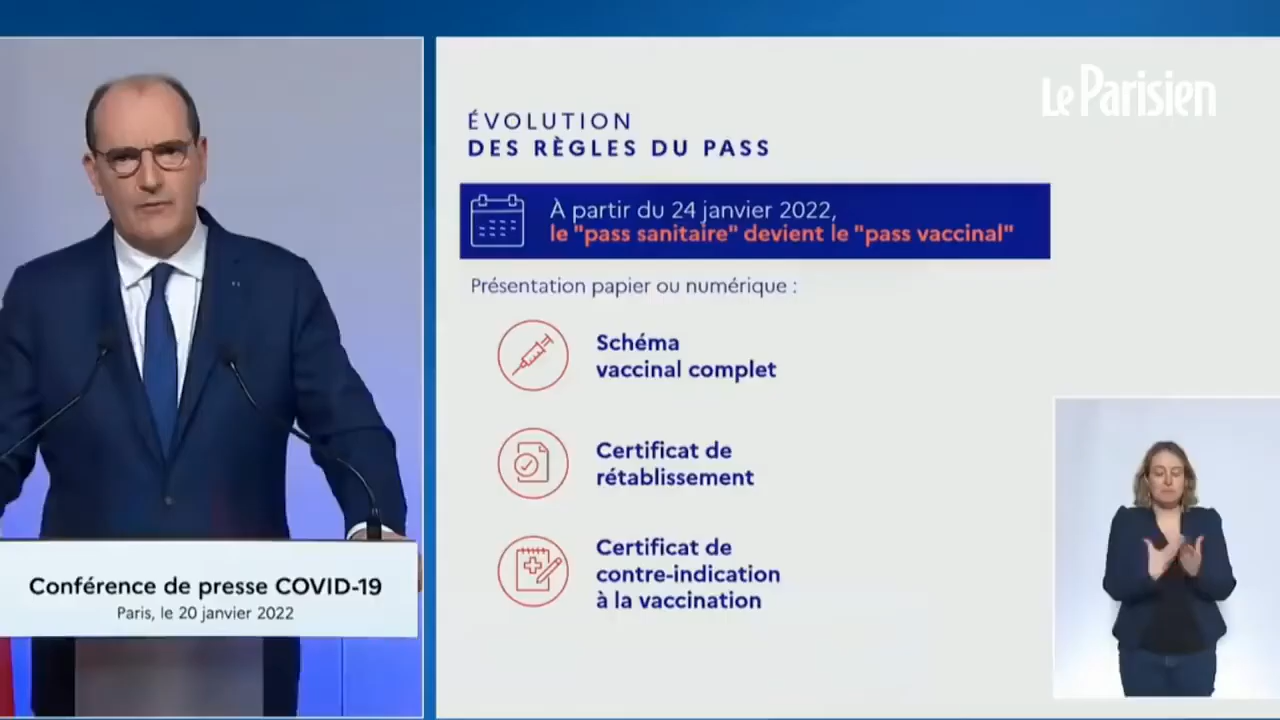 Le Parisien
ÉVOLUTION
DES RÈGLES DU PASS
À partir du 24 janvier 2022,
le "pass sanitaire" devient le "pass vaccinal"
Présentation papier ou numérique :
Schéma
vaccinal complet
Certificat de
rétablissement
Certificat de
contre-indication
à la vaccination
Conférence de presse COVID-19
Paris, le 20 janvier 2022